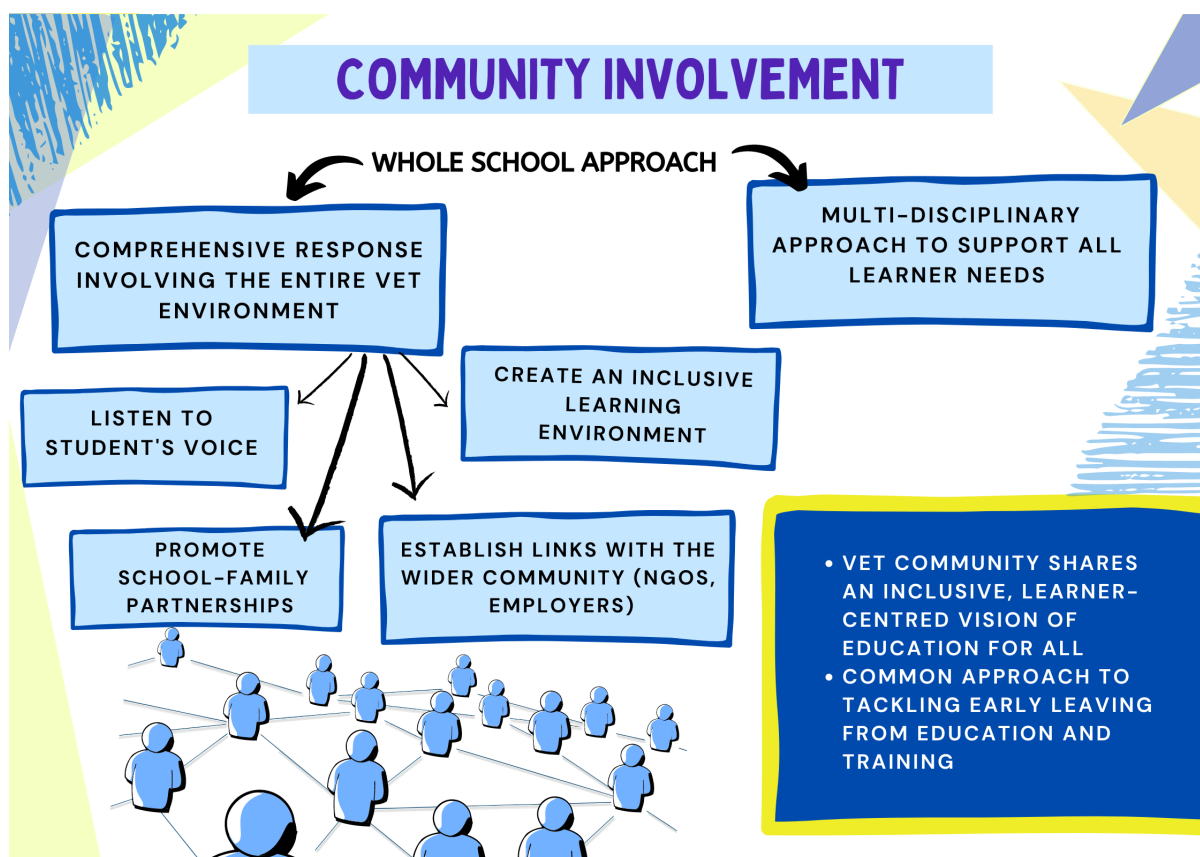 COMMUNITY INVOLVEMENT
WHOLE SCHOOL APPROACH
COMPREHENSIVE RESPONSE
INVOLVING THE ENTIRE VET
ENVIRONMENT
MULTI-DISCIPLINARY
APPROACH TO SUPPORT ALL
LEARNER NEEDS
LISTEN TO
STUDENT'S VOICE
CREATE AN INCLUSIVE
LEARNING
ENVIRONMENT
PROMOTE
SCHOOL-FAMILY
PARTNERSHIPS
ESTABLISH LINKS WITH THE
WIDER COMMUNITY (NGOS,
EMPLOYERS)
• VET COMMUNITY SHARES
AN INCLUSIVE, LEARNER-
CENTRED VISION OF
EDUCATION FOR ALL
• COMMON APPROACH TO
TACKLING EARLY LEAVING
FROM EDUCATION AND
TRAINING